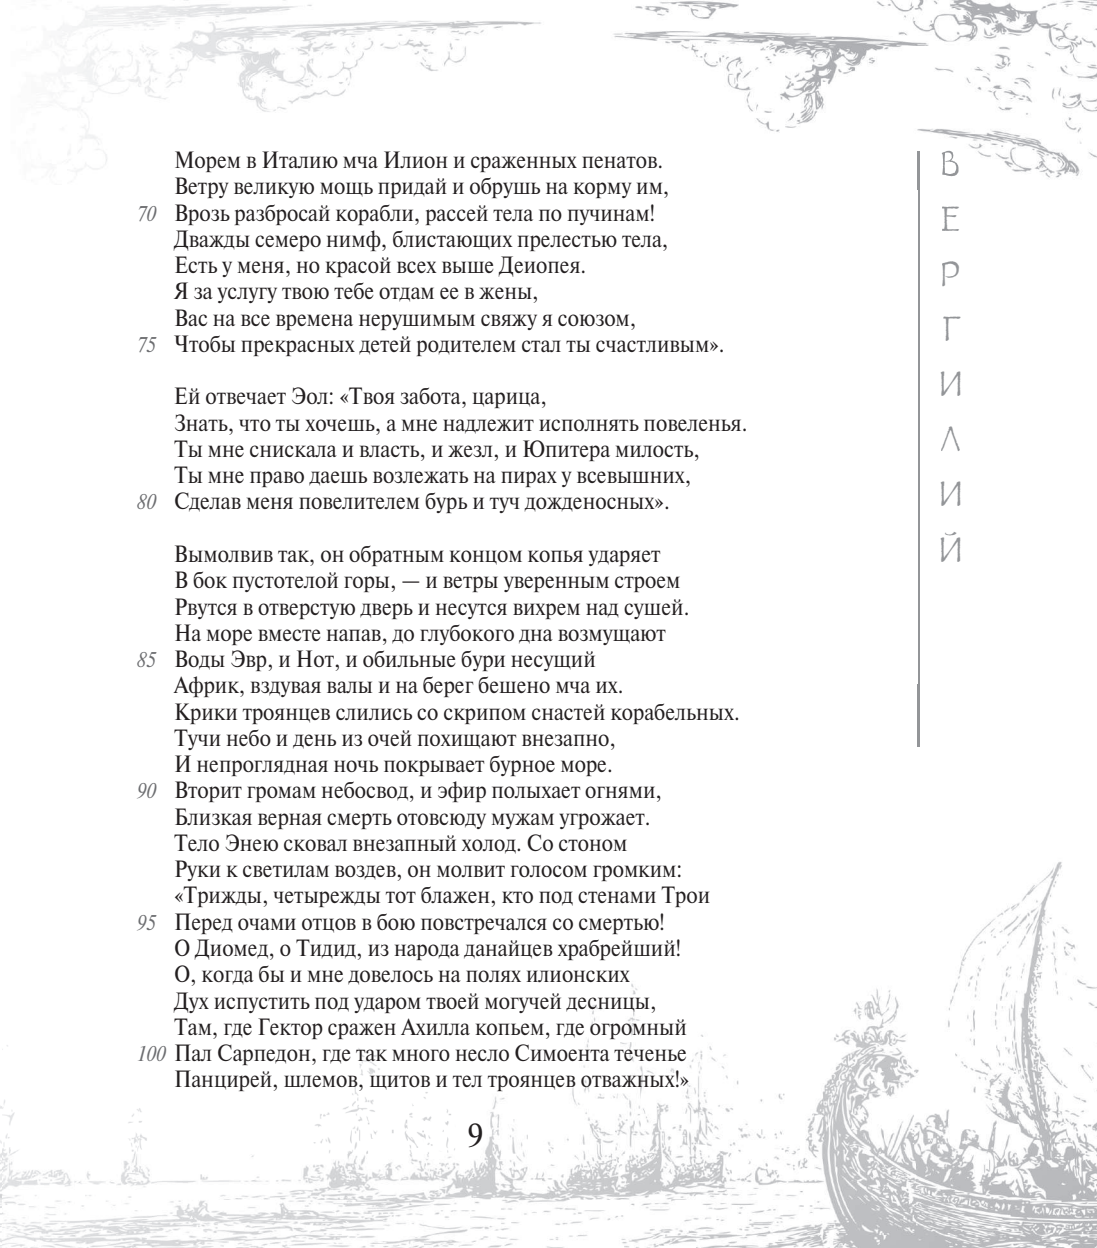 Морем в Италию мча Илион и сраженных пенатов.
Ветру великую мощь придай и обрушь на корму им,
70 Врозь разбросай корабли, рассей тела по пучинам!
Дважды семеро нимф, блистающих прелестью тела,
Есть у меня, но красой всех выше Деиопея.
Я за услугу твою тебе отдам ее в жены,
Вас на все времена нерушимым свяжу я союзом,
75 Чтобы прекрасных детей родителем стал ты счастливым».
Ей отвечает Эол: «Твоя забота, царица,
Знать, что ты хочешь, а мне надлежит исполнять повеленья.
Ты мне снискала и власть, и жезл, и Юпитера милость,
Ты мне право даешь возлежать на пирах у всевышних,
80 Сделав меня повелителем бурь и туч дожденосных».
Вымолвив так, он обратным концом копья ударяет
В бок пустотелой горы, — и ветры уверенным строем
Рвутся в отверстую дверь и несутся вихрем над сушей.
На море вместе напав, до глубокого дна возмущают
85 Воды Эвр, и Нот, и обильные бури несущий
Африк, вздувая валы и на берег бешено мча их.
Крики троянцев слились со скрипом снастей корабельных.
Тучи небо и день из очей похищают внезапно,
И непроглядная ночь покрывает бурное море.
90 Вторит громам небосвод, и эфир полыхает огнями,
Близкая верная смерть отовсюду мужам угрожает.
Тело Энею сковал внезапный холод. Со стоном
Руки к светилам воздев, он молвит голосом громким:
«Трижды, четырежды тот блажен, кто под стенами Трои
95 Перед очами отцов в бою повстречался со смертью!
О Диомед, о Тидид, из народа данайцев храбрейший!
О, когда бы и мне довелось на полях илионских
Дух испустить под ударом твоей могучей десницы,
Там, где Гектор сражен Ахилла копьем, где огромный
100 Пал Сарпедон, где так много несло Симоента теченье
Панцирей, шлемов, щитов и тел троянцев отважных!»
9
В
Е
Р
Г
И
Л
И
Й